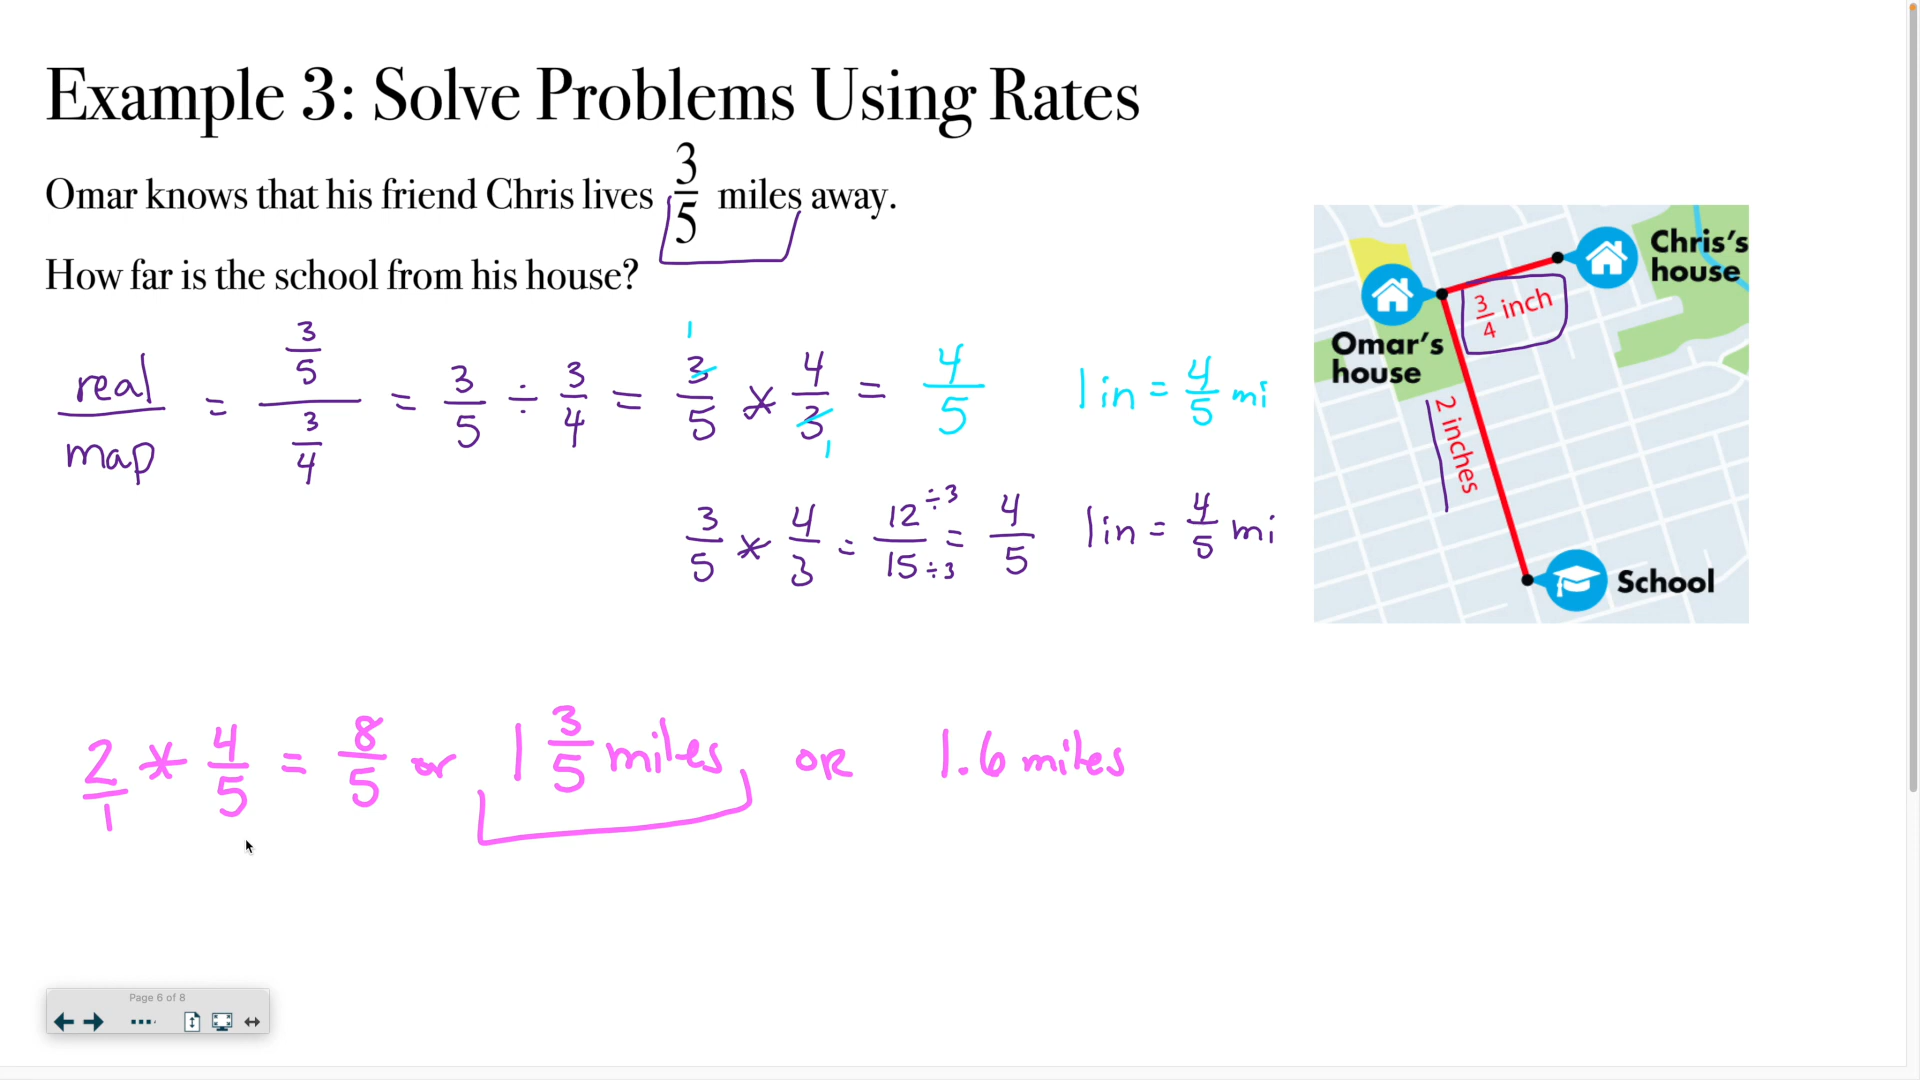 Example 3: Solve Problems Using Rates
Omar knows that his friend Chris lives 3/5 miles away.
How far is the school from his house?
real/map = (3/5)/(3/4) = 3/5 ÷ 3/4 = 3/5 * 4/3 = 4/5 1 in = 4/5 mi
1
1
3/5 * 4/3 = 12/15 ÷3 ÷3 = 4/5 1 in = 4/5 mi
2/1 * 4/5 = 8/5 or 1 3/5 miles OR 1.6 miles
Chris's
house
3/4 inch
Omar's
house
2 inches
School
Page 6 of 8